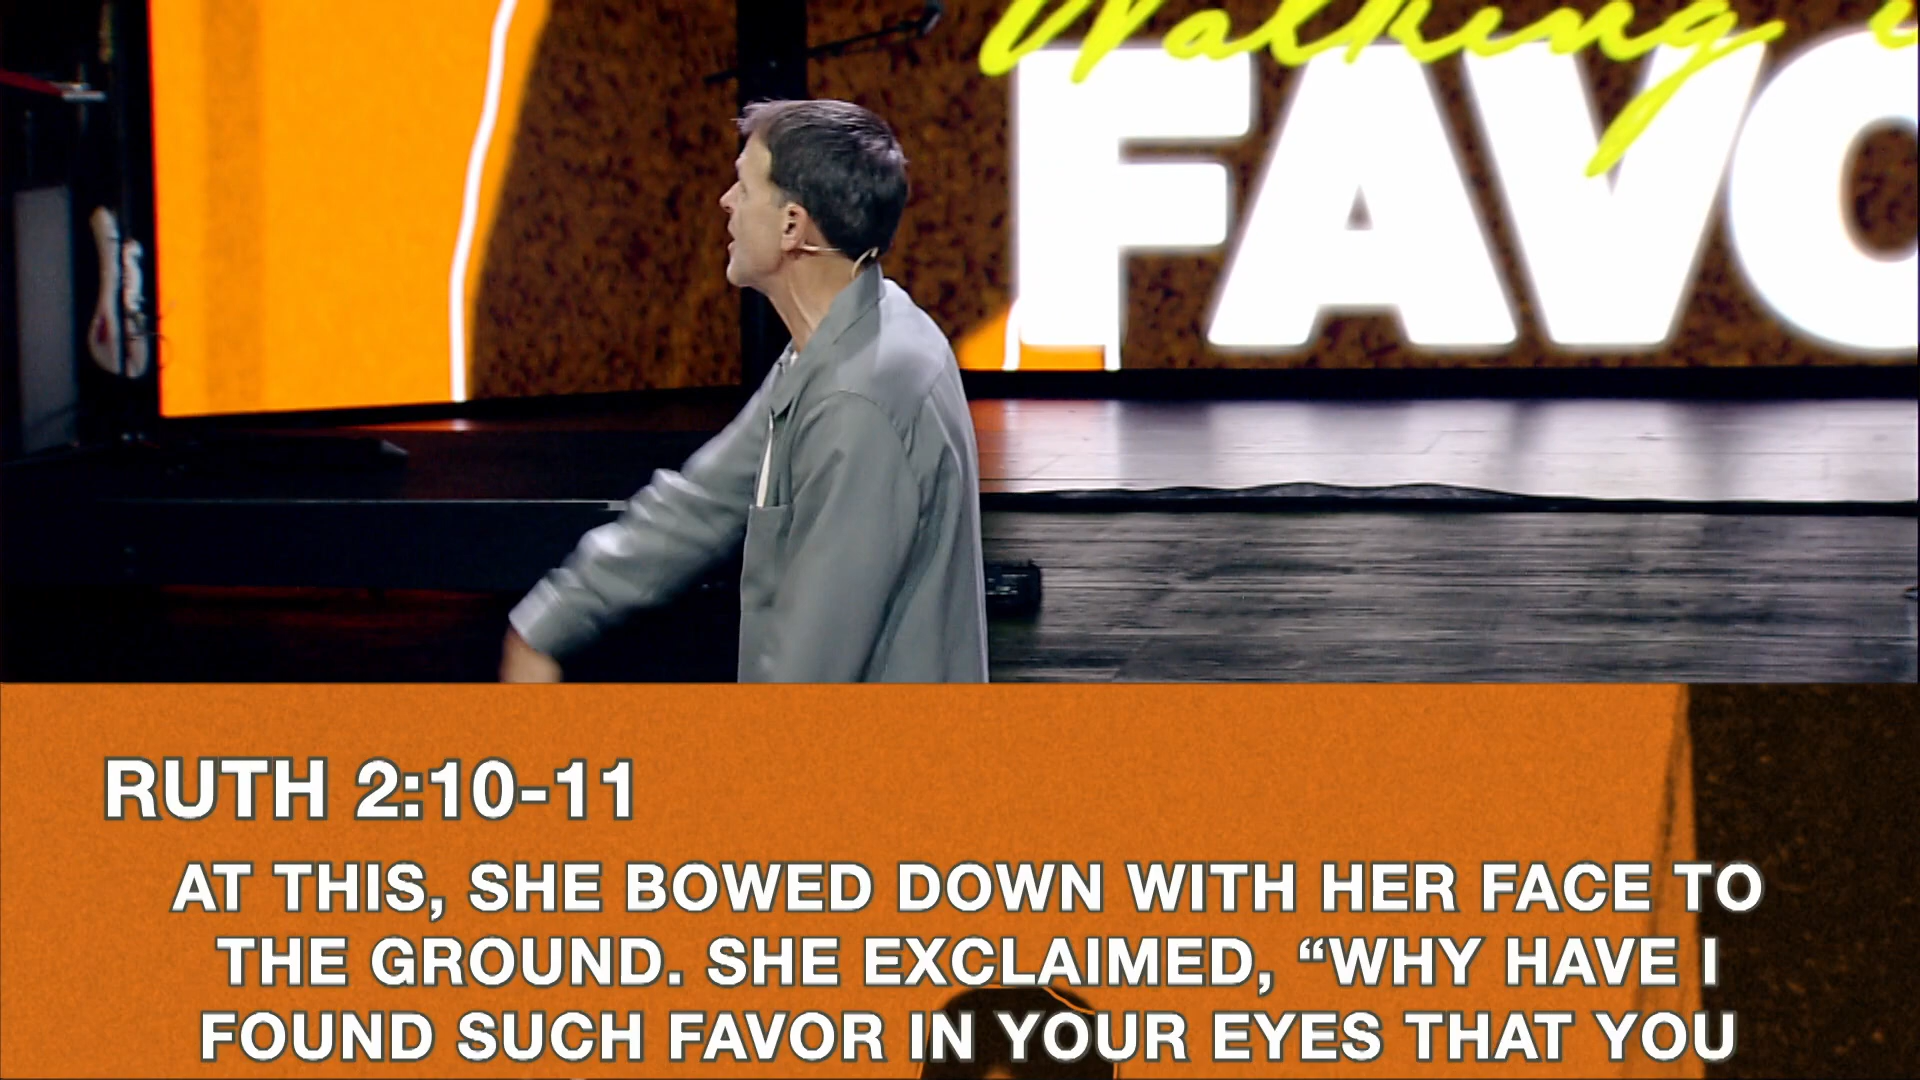 Walking
FAVO
RUTH 2:10-11
AT THIS, SHE BOWED DOWN WITH HER FACE TO
THE GROUND. SHE EXCLAIMED, “WHY HAVE I
FOUND SUCH FAVOR IN YOUR EYES THAT YOU